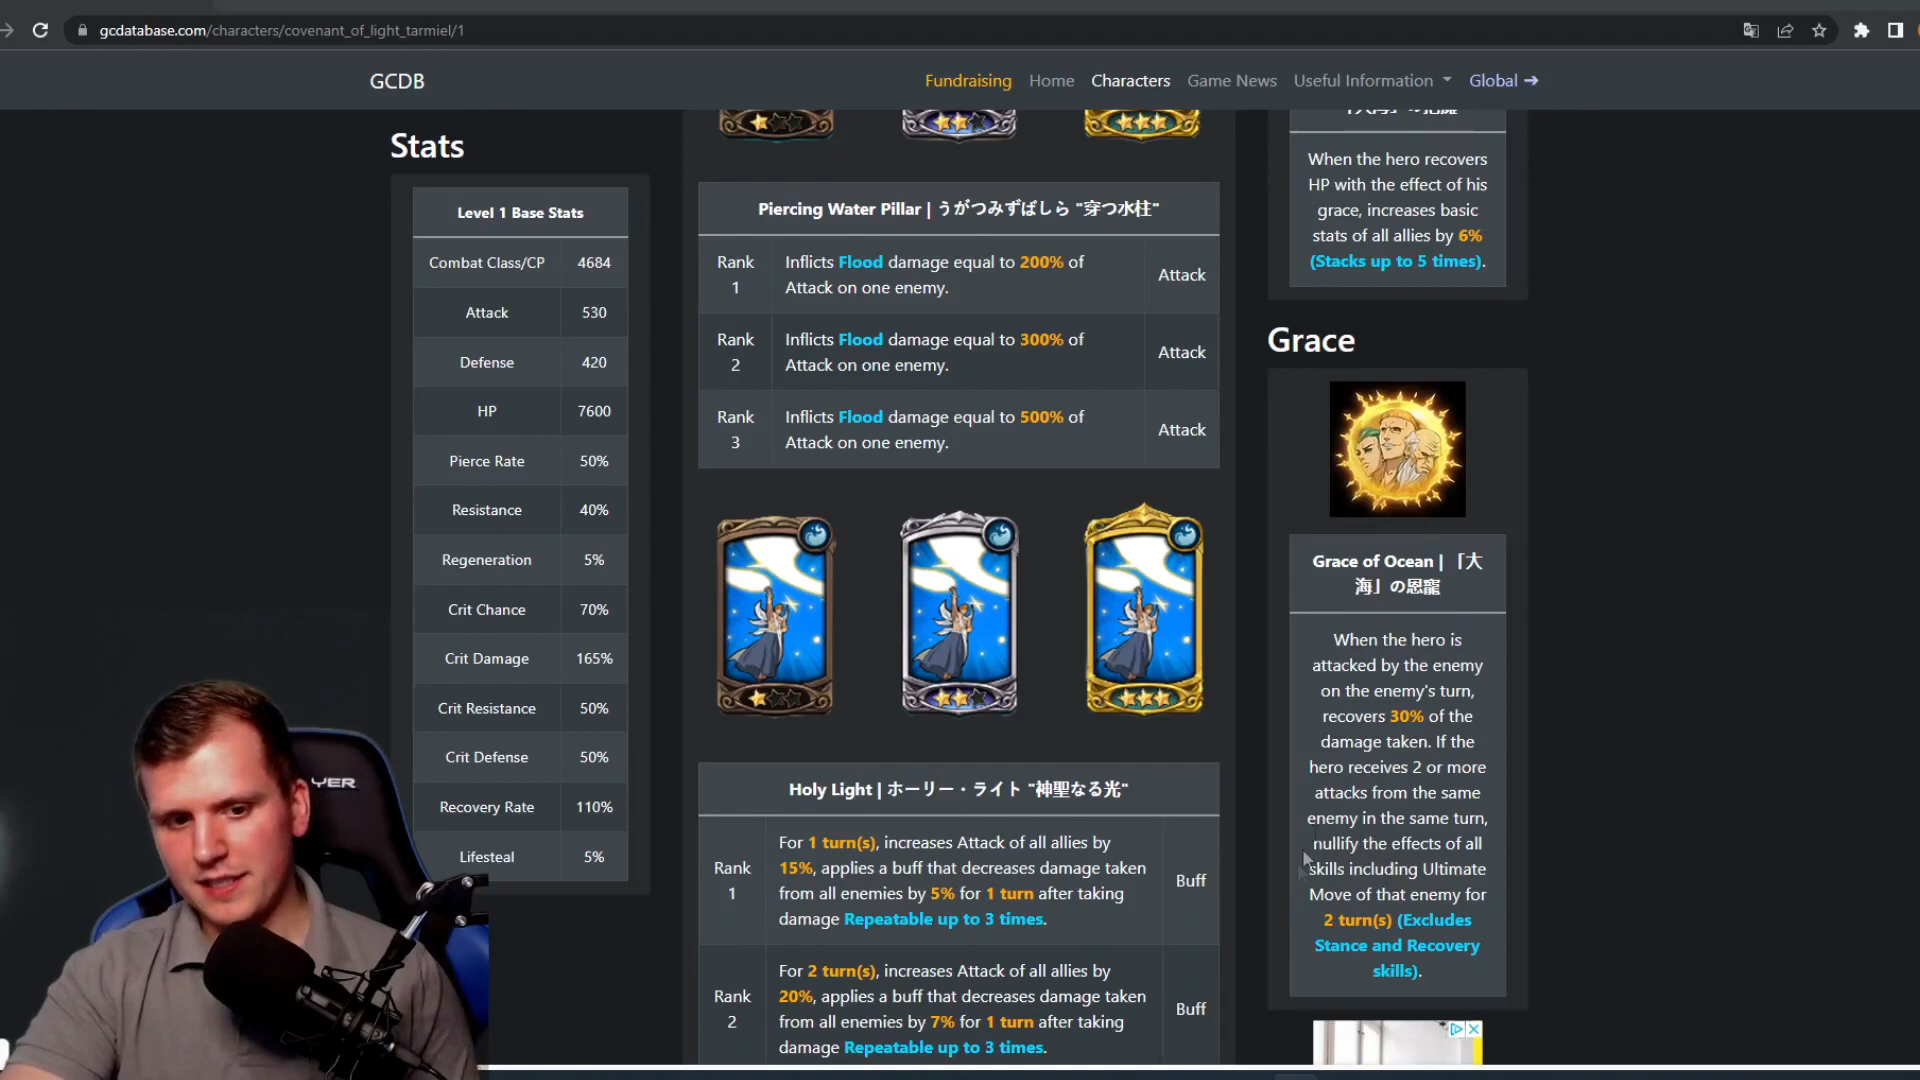 gcdatabase.com/characters/covenant_of_light_tarmiel/1
GCDB
Fundraising
Home
Characters
Game News
Useful Information
Global →
Stats
Level 1 Base Stats
Combat Class/CP 4684
Attack 530
Defense 420
HP 7600
Pierce Rate 50%
Resistance 40%
Regeneration 5%
Crit Chance 70%
Crit Damage 165%
Crit Resistance 50%
Crit Defense 50%
Recovery Rate 110%
Lifesteal 5%
YER
Piercing Water Pillar | うがつみずばしら "穿つ水柱"
Rank
1
Inflicts Flood damage equal to 200% of
Attack on one enemy.
Attack
Rank
2
Inflicts Flood damage equal to 300% of
Attack on one enemy.
Attack
Rank
3
Inflicts Flood damage equal to 500% of
Attack on one enemy.
Attack
Holy Light | ホーリー・ライト "神聖なる光"
Rank
1
For 1 turn(s), increases Attack of all allies by
15%, applies a buff that decreases damage taken
from all enemies by 5% for 1 turn after taking
damage Repeatable up to 3 times.
Buff
Rank
2
For 2 turn(s), increases Attack of all allies by
20%, applies a buff that decreases damage taken
from all enemies by 7% for 1 turn after taking
damage Repeatable up to 3 times.
Buff
When the hero recovers
HP with the effect of his
grace, increases basic
stats of all allies by 6%
(Stacks up to 5 times).
Grace
Grace of Ocean | 「大
海」の恩寵
When the hero is
attacked by the enemy
on the enemy's turn,
recovers 30% of the
damage taken. If the
hero receives 2 or more
attacks from the same
enemy in the same turn,
nullify the effects of all
skills including Ultimate
Move of that enemy for
2 turn(s) (Excludes
Stance and Recovery
skills).